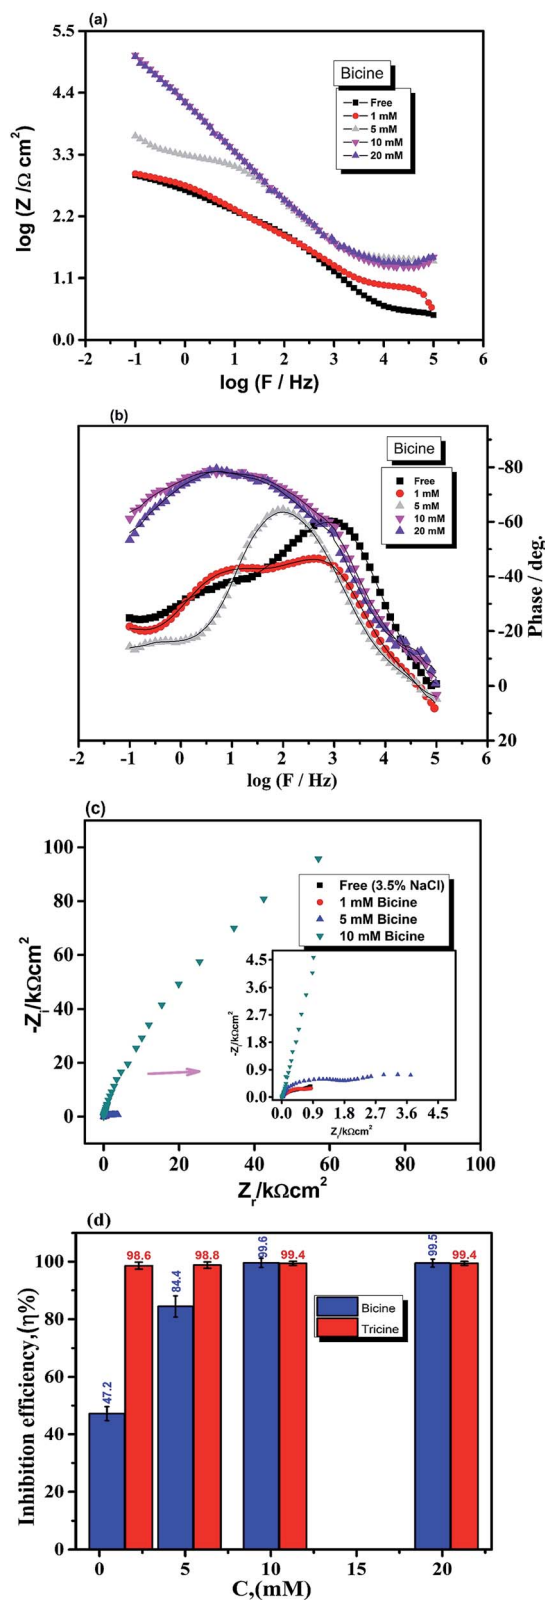 (a)
5.5
4.4
3.3
2.2
1.1
0.0
log (Z /Ω cm²)
Bicine
Free
1 mM
5 mM
10 mM
20 mM
-2 -1 0 1 2 3 4 5 6
log (F / Hz)
(b)
Bicine
Free
1 mM
5 mM
10 mM
20 mM
-80
-60
-40
-20
-0
20
Phase / deg.
-2 -1 0 1 2 3 4 5 6
log (F / Hz)
(c)
100
80
60
40
20
0
-Zᵢ/kΩcm²
Free (3.5% NaCl)
1 mM Bicine
5 mM Bicine
10 mM Bicine
4.5
3.6
2.7
1.8
0.9
0.0
-Zᵢ/kΩcm²
0.0 0.9 1.8 2.7 3.6 4.5
Zᵣ/kΩcm²
0 20 40 60 80 100
Zᵣ/kΩcm²
(d)
100
80
60
40
20
0
Inhibition efficiency,(η%)
47.2
98.6
84.4
98.8
99.6
99.4
99.5
99.4
Bicine
Tricine
0 5 10 15 20
C,(mM)